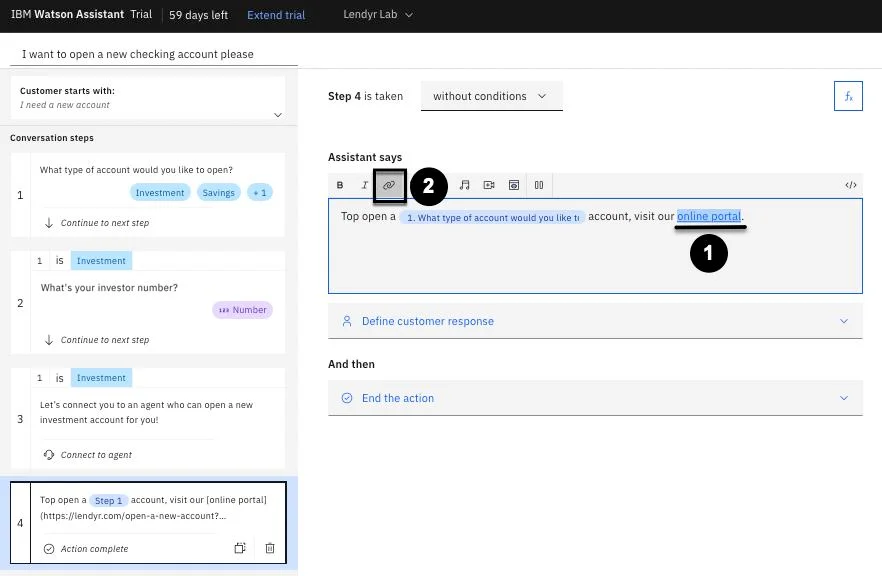 IBM Watson Assistant Trial 59 days left Extend trial Lendyr Lab
I want to open a new checking account please
Customer starts with:
I need a new account
Conversation steps
1
What type of account would you like to open?
Investment Savings + 1
Continue to next step
1 is Investment
2
What's your investor number?
123 Number
Continue to next step
1 is Investment
3
Let's connect you to an agent who can open a new
investment account for you!
Connect to agent
4
Top open a Step 1 account, visit our [online portal]
(https://lendyr.com/open-a-new-account?...
Action complete
Step 4 is taken without conditions fx
Assistant says
B I 2 </>
Top open a 1. What type of account would you like to account, visit our online portal.
1
Define customer response
And then
End the action